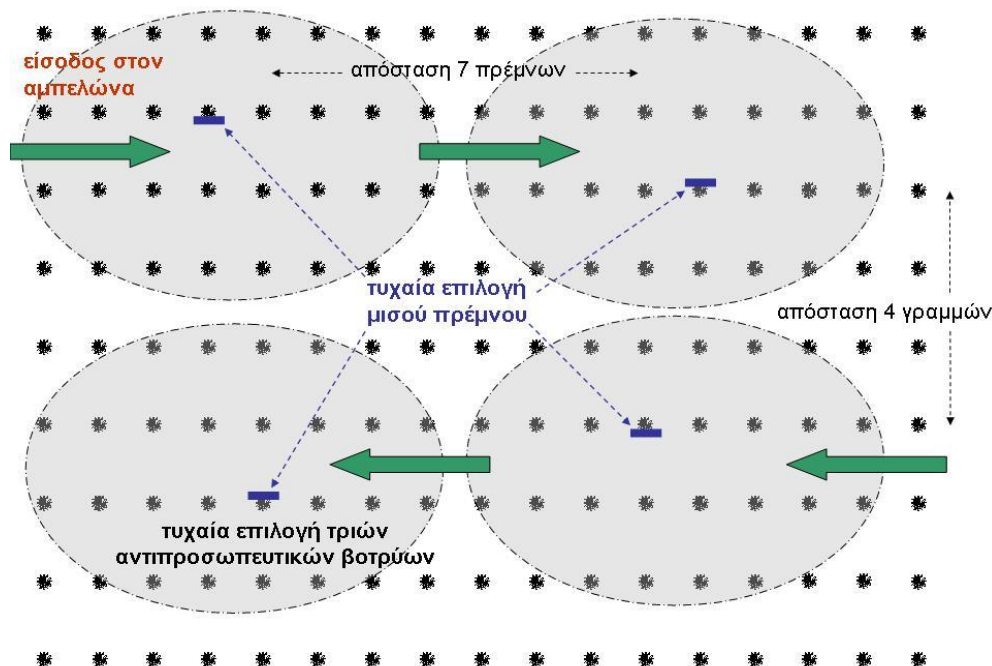 είσοδος στον
αμπελώνα
απόσταση 7 πρέμνων
τυχαία επιλογή
μισού πρέμνου
απόσταση 4 γραμμών
τυχαία επιλογή τριών
αντιπροσωπευτικών βοτρύων